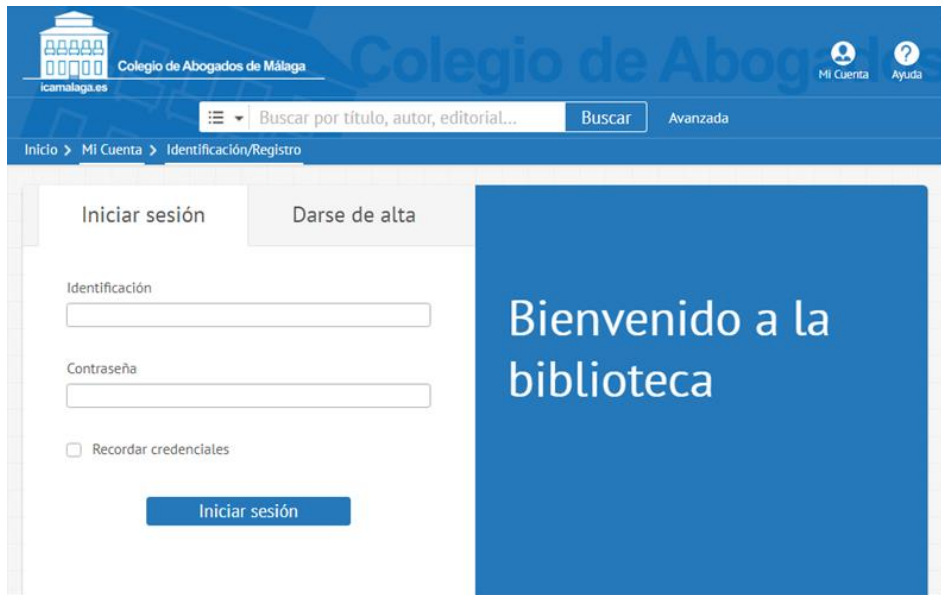 Colegio de Abogados
Colegio de Abogados de Málaga
icamalaga.es
Mi Cuenta
Ayuda
Buscar por título, autor, editorial...
Buscar
Avanzada
Inicio > Mi Cuenta > Identificación/Registro
Iniciar sesión
Darse de alta
Identificación
Contraseña
Recordar credenciales
Iniciar sesión
Bienvenido a la
biblioteca